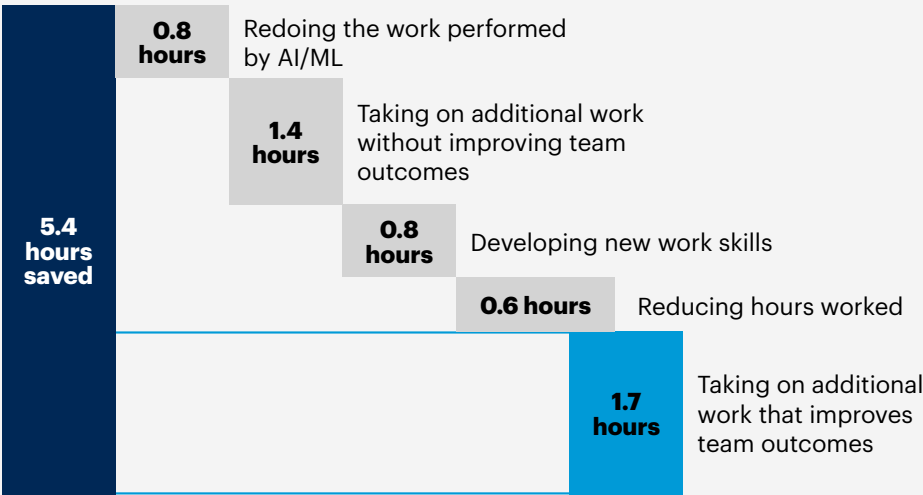 0.8
hours
Redoing the work performed
by AI/ML
1.4
hours
Taking on additional work
without improving team
outcomes
5.4
hours
saved
0.8
hours
Developing new work skills
0.6 hours
Reducing hours worked
1.7
hours
Taking on additional
work that improves
team outcomes